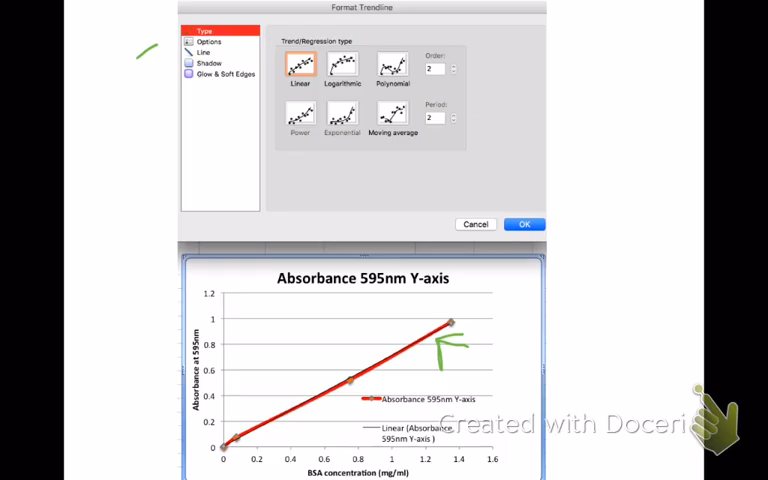 Format Trendline
Type
Options
Line
Shadow
Glow & Soft Edges
Trend/Regression type
Linear
Logarithmic
Polynomial
Order:
2
Power
Exponential
Moving average
Period:
2
Cancel
OK
Absorbance 595nm Y-axis
Absorbance at 595nm
1.2
1
0.8
0.6
0.4
0.2
0
0
0.2
0.4
0.6
0.8
1
1.2
1.4
1.6
BSA concentration (mg/ml)
Absorbance 595nm Y-axis
Linear (Absorbance
595nm Y-axis )
Created with Doceri